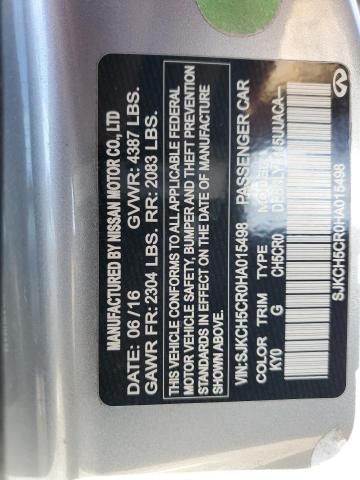 MANUFACTURED BY NISSAN MOTOR CO., LTD
DATE: 06/16 GVWR: 4387 LBS.
GAWR FR: 2304 LBS. RR: 2083 LBS.
THIS VEHICLE CONFORMS TO ALL APPLICABLE FEDERAL
MOTOR VEHICLE SAFETY, BUMPER AND THEFT PREVENTION
STANDARDS IN EFFECT ON THE DATE OF MANUFACTURE
SHOWN ABOVE.
VIN: SJKCH5CR0HA015498 PASSENGER CAR
COLOR TRIM TYPE MODEL
KY0 G CH5CR0
SJKCH5CR0HA015498